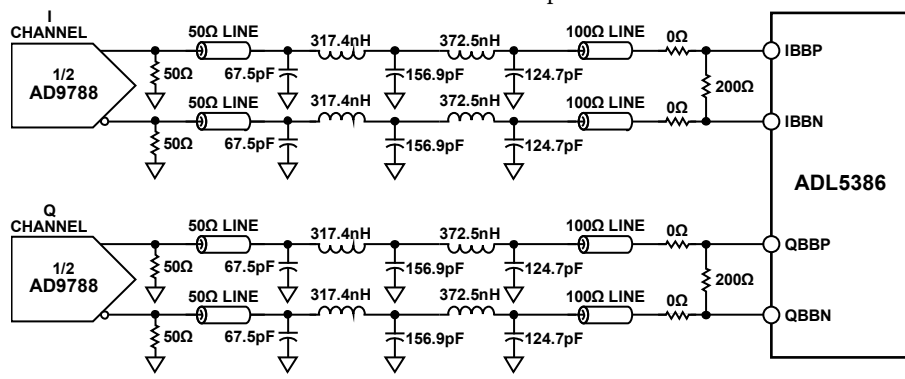 I
CHANNEL
1/2
AD9788
50Ω
50Ω LINE
67.5pF
317.4nH
156.9pF
372.5nH
124.7pF
100Ω LINE
0Ω
IBBP
200Ω
50Ω
50Ω LINE
67.5pF
317.4nH
156.9pF
372.5nH
124.7pF
100Ω LINE
0Ω
IBBN
ADL5386
Q
CHANNEL
1/2
AD9788
50Ω
50Ω LINE
67.5pF
317.4nH
156.9pF
372.5nH
124.7pF
100Ω LINE
0Ω
QBBP
200Ω
50Ω
50Ω LINE
67.5pF
317.4nH
156.9pF
372.5nH
124.7pF
100Ω LINE
0Ω
QBBN